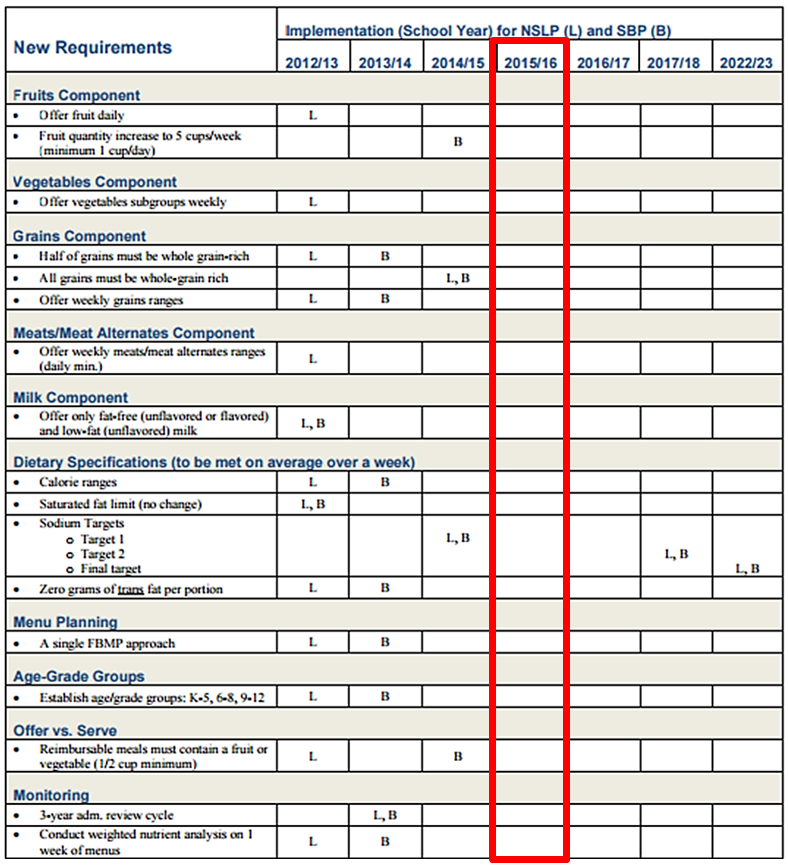 New Requirements
Implementation (School Year) for NSLP (L) and SBP (B)
2012/13 2013/14 2014/15 2015/16 2016/17 2017/18 2022/23
Fruits Component
• Offer fruit daily L
• Fruit quantity increase to 5 cups/week
(minimum 1 cup/day) B
Vegetables Component
• Offer vegetables subgroups weekly L
Grains Component
• Half of grains must be whole grain-rich L B
• All grains must be whole-grain rich L, B
• Offer weekly grains ranges L B
Meats/Meat Alternates Component
• Offer weekly meats/meat alternates ranges
(daily min.) L
Milk Component
• Offer only fat-free (unflavored or flavored)
and low-fat (unflavored) milk L, B
Dietary Specifications (to be met on average over a week)
• Calorie ranges L B
• Saturated fat limit (no change) L, B
• Sodium Targets
o Target 1 L, B
o Target 2 L, B
o Final target L, B
• Zero grams of trans fat per portion L B
Menu Planning
• A single FBMP approach L B
Age-Grade Groups
• Establish age/grade groups: K-5, 6-8, 9-12 L B
Offer vs. Serve
• Reimbursable meals must contain a fruit or
vegetable (1/2 cup minimum) L B
Monitoring
• 3-year adm. review cycle L, B
• Conduct weighted nutrient analysis on 1
week of menus L B